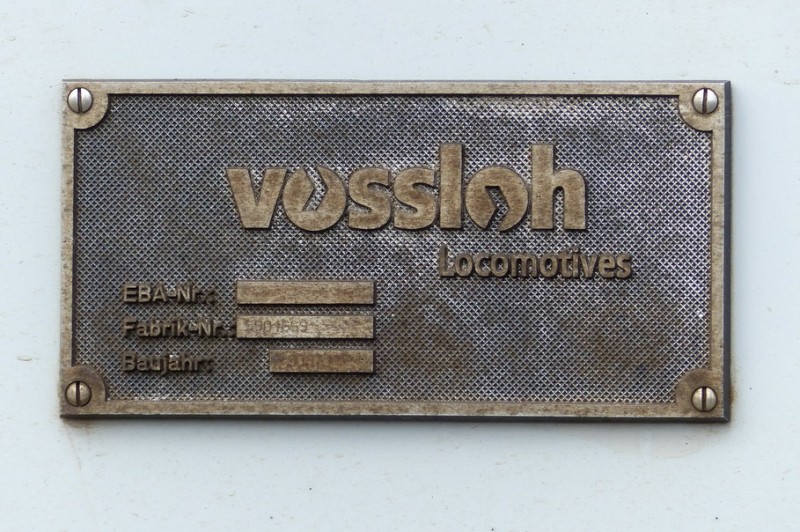 vossloh
Locomotives
EBA-Nr.:
Fabrik-Nr.:
Baujahr: